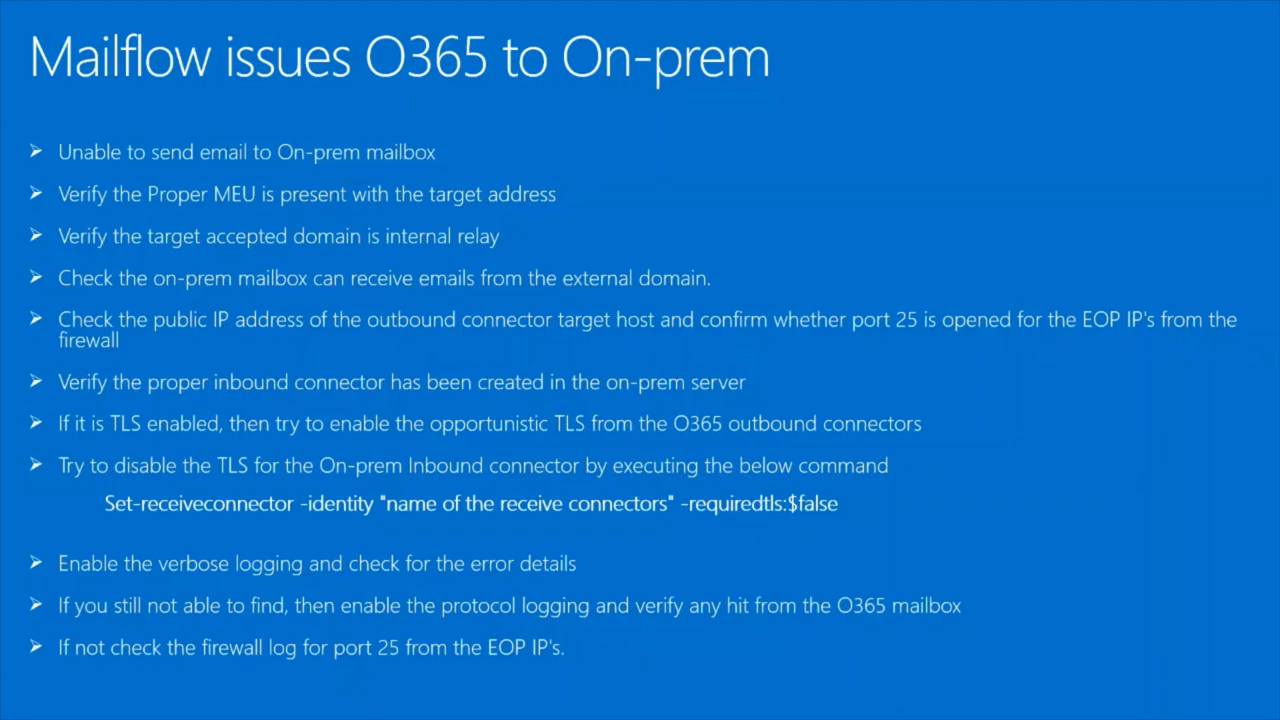 Mailflow issues O365 to On-prem
➢ Unable to send email to On-prem mailbox
➢ Verify the Proper MEU is present with the target address
➢ Verify the target accepted domain is internal relay
➢ Check the on-prem mailbox can receive emails from the external domain.
➢ Check the public IP address of the outbound connector target host and confirm whether port 25 is opened for the EOP IP's from the
firewall
➢ Verify the proper inbound connector has been created in the on-prem server
➢ If it is TLS enabled, then try to enable the opportunistic TLS from the O365 outbound connectors
➢ Try to disable the TLS for the On-prem Inbound connector by executing the below command
Set-receiveconnector -identity "name of the receive connectors" -requiredtls:$false
➢ Enable the verbose logging and check for the error details
➢ If you still not able to find, then enable the protocol logging and verify any hit from the O365 mailbox
➢ If not check the firewall log for port 25 from the EOP IP's.